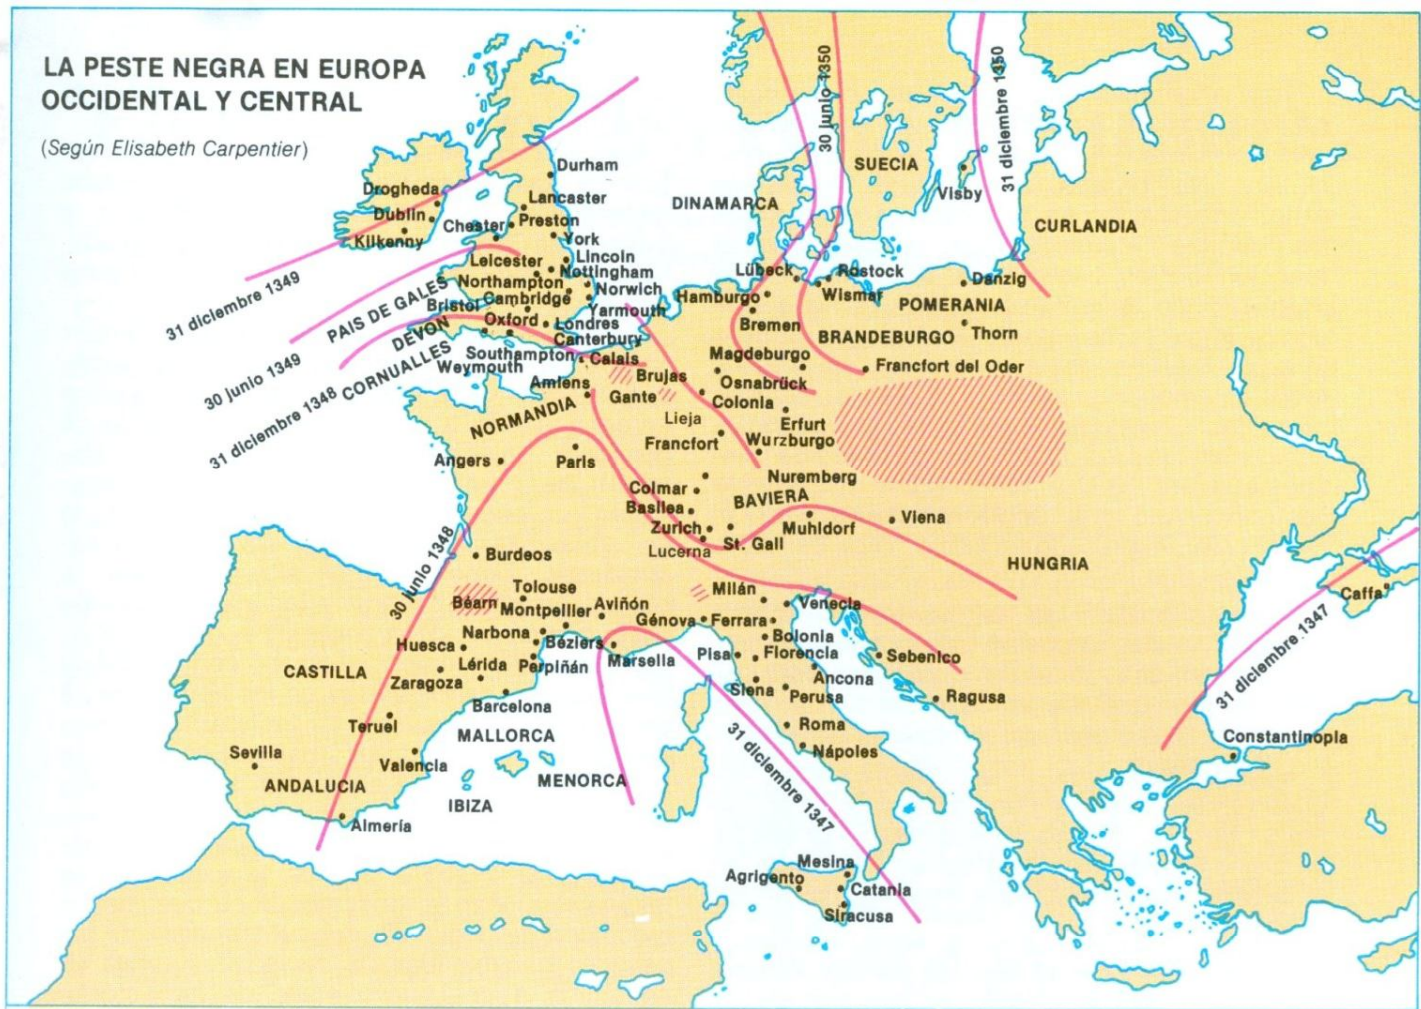 LA PESTE NEGRA EN EUROPA
OCCIDENTAL Y CENTRAL
(Según Elisabeth Carpentier)
30 junio 1350
31 diciembre 1350
Durham
SUECIA
Visby
Drogheda
Lancaster
DINAMARCA
Dublin
Preston
Chester
CURLANDIA
Kilkenny
York
Lincoln
Leicester
Nottingham
Lübeck
Rostock
Danzig
Northampton
Norwich
Hamburgo
Wismar
POMERANIA
31 diciembre 1349
PAIS DE GALES
Bristol
Cambridge
Yarmouth
Bremen
Thorn
Oxford
Londres
DEVON
Canterbury
BRANDEBURGO
Southampton
Calais
Magdeburgo
30 junio 1349
CORNUALLES
Weymouth
Brujas
Francfort del Oder
Amiens
Osnabrück
Gante
Colonia
31 diciembre 1348
NORMANDIA
Lieja
Erfurt
Francfort
Wurzburgo
Angers
Paris
Nuremberg
Colmar
BAVIERA
Basilea
Viena
Zurich
Muhldorf
Lucerna
St. Gall
30 junio 1348
Burdeos
HUNGRIA
Tolouse
Milán
Caffa
Béarn
Montpellier
Aviñón
Venecia
Génova
Ferrara
Narbona
Bolonia
Huesca
Béziers
Marsella
Pisa
Florencia
Sebenico
CASTILLA
Lérida
Perpiñán
Ancona
31 diciembre 1347
Zaragoza
Siena
Perusa
Ragusa
Barcelona
Teruel
MALLORCA
Roma
Constantinopla
Sevilla
Valencia
Nápoles
ANDALUCIA
MENORCA
31 diciembre 1347
IBIZA
Almería
Mesina
Agrigento
Catania
Siracusa